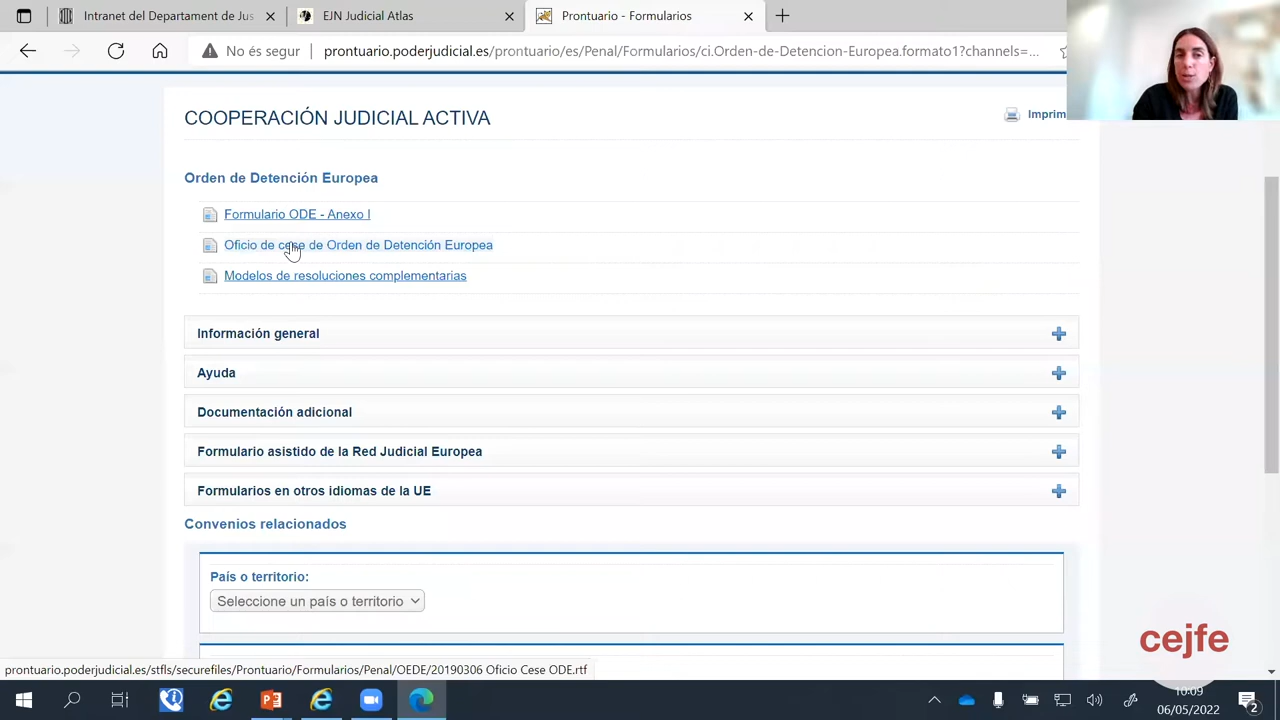 Intranet del Departament de Jus
EJN Judicial Atlas
Prontuario - Formularios
No és segur
prontuario.poderjudicial.es/prontuario/es/Penal/Formularios/ci.Orden-de-Detencion-Europea.formato1?channels=...
COOPERACIÓN JUDICIAL ACTIVA
Imprim
Orden de Detención Europea
Formulario ODE - Anexo I
Oficio de cese de Orden de Detención Europea
Modelos de resoluciones complementarias
Información general
Ayuda
Documentación adicional
Formulario asistido de la Red Judicial Europea
Formularios en otros idiomas de la UE
Convenios relacionados
País o territorio:
Seleccione un país o territorio
cejfe
prontuario.poderjudicial.es/stfls/securefiles/Prontuario/Formularios/Penal/OEDE/20190306 Oficio Cese ODE.rtf
10:09
06/05/2022
2